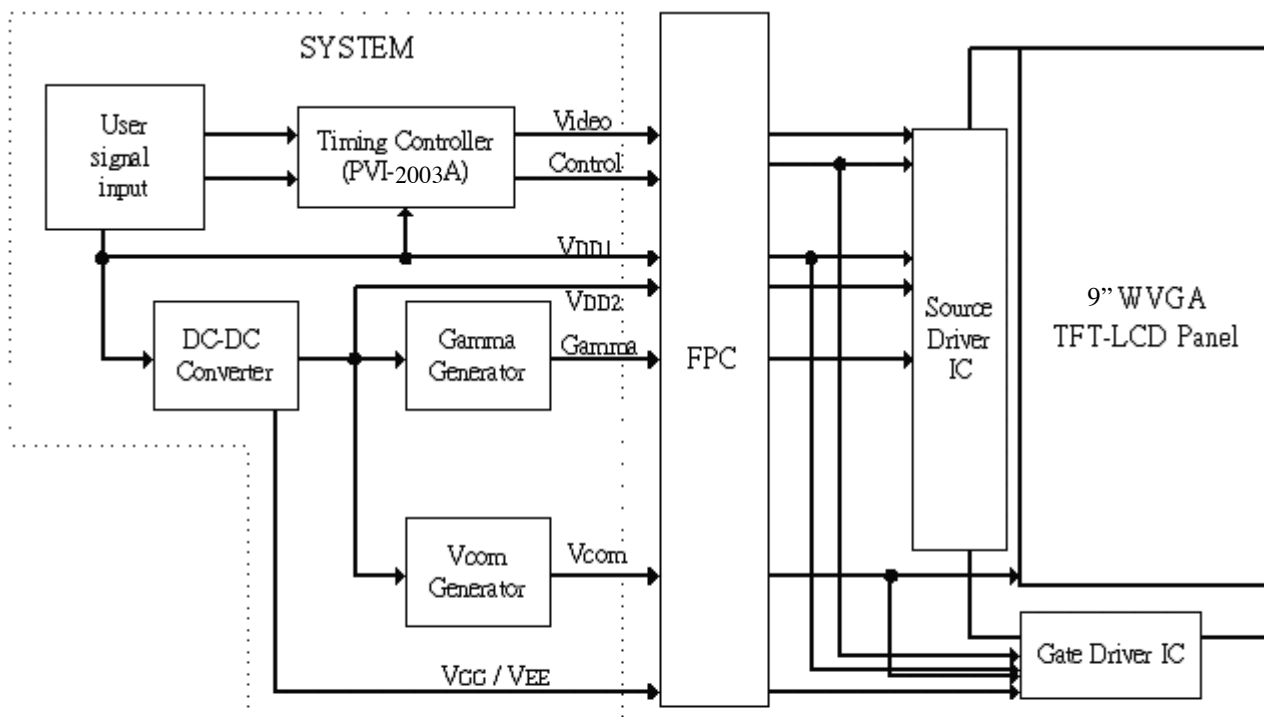 SYSTEM
User
signal
input
Timing Controller
(PVI-2003A)
Video
Control
VDD1
VDD2
DC-DC
Converter
Gamma
Generator
Gamma
FPC
Source
Driver
IC
9” WVGA
TFT-LCD Panel
Vcom
Generator
Vcom
VGG / VEE
Gate Driver IC